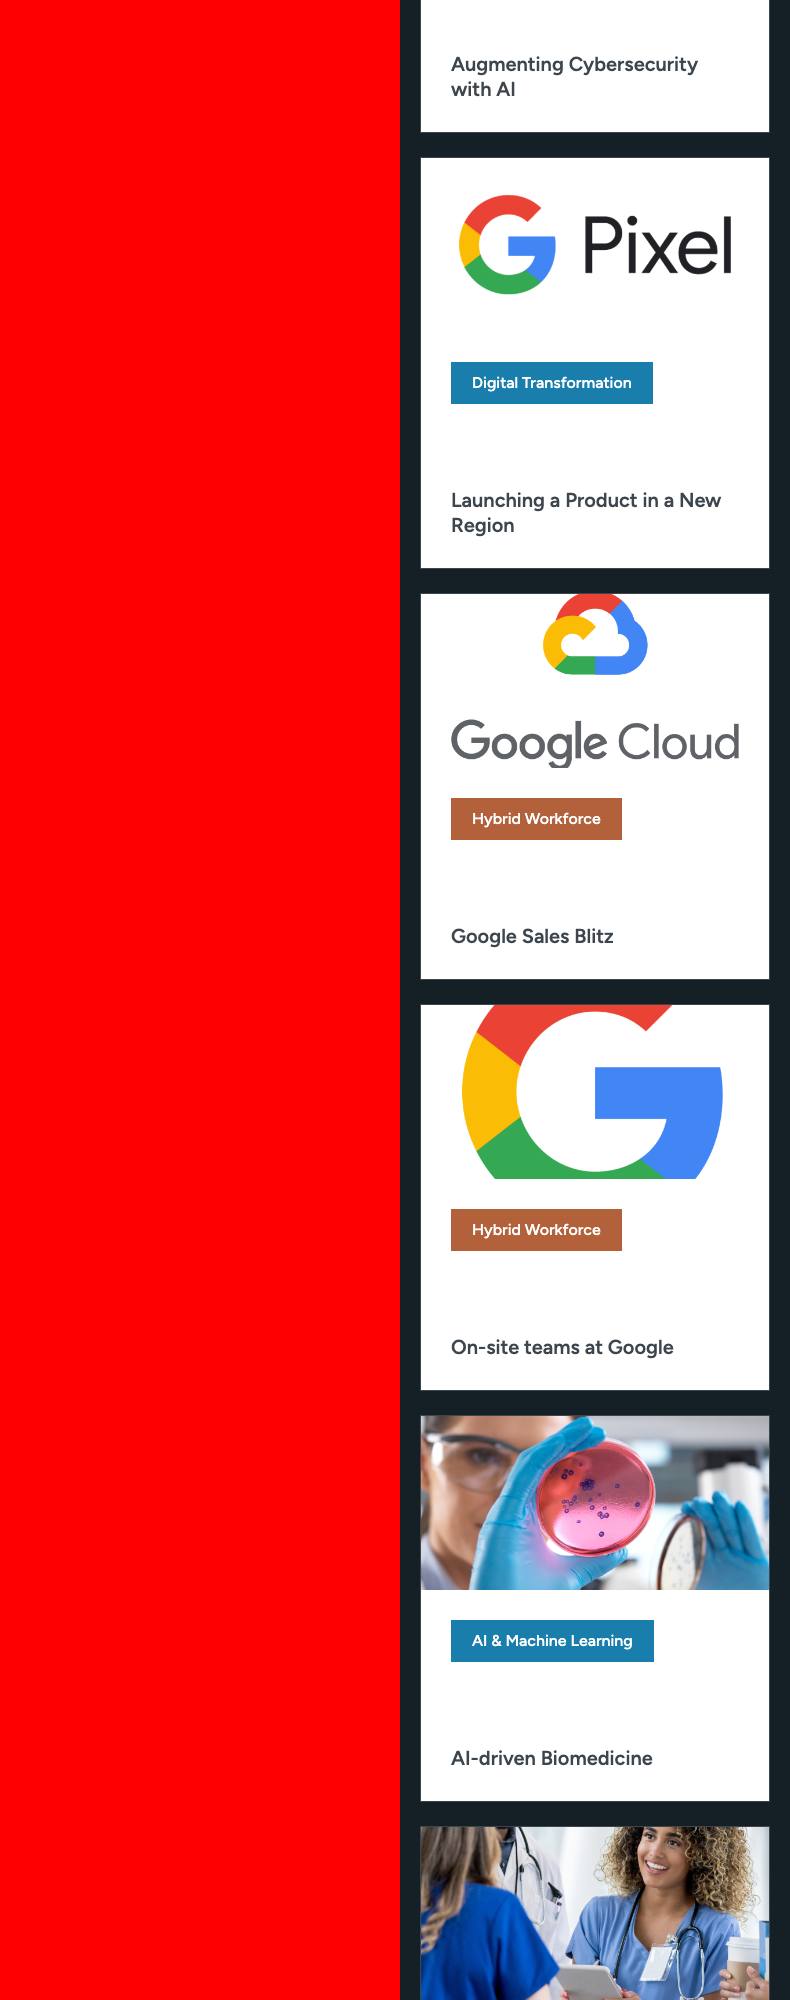 Augmenting Cybersecurity
with AI
Pixel
Digital Transformation
Launching a Product in a New
Region
Google Cloud
Hybrid Workforce
Google Sales Blitz
Hybrid Workforce
On-site teams at Google
AI & Machine Learning
AI-driven Biomedicine